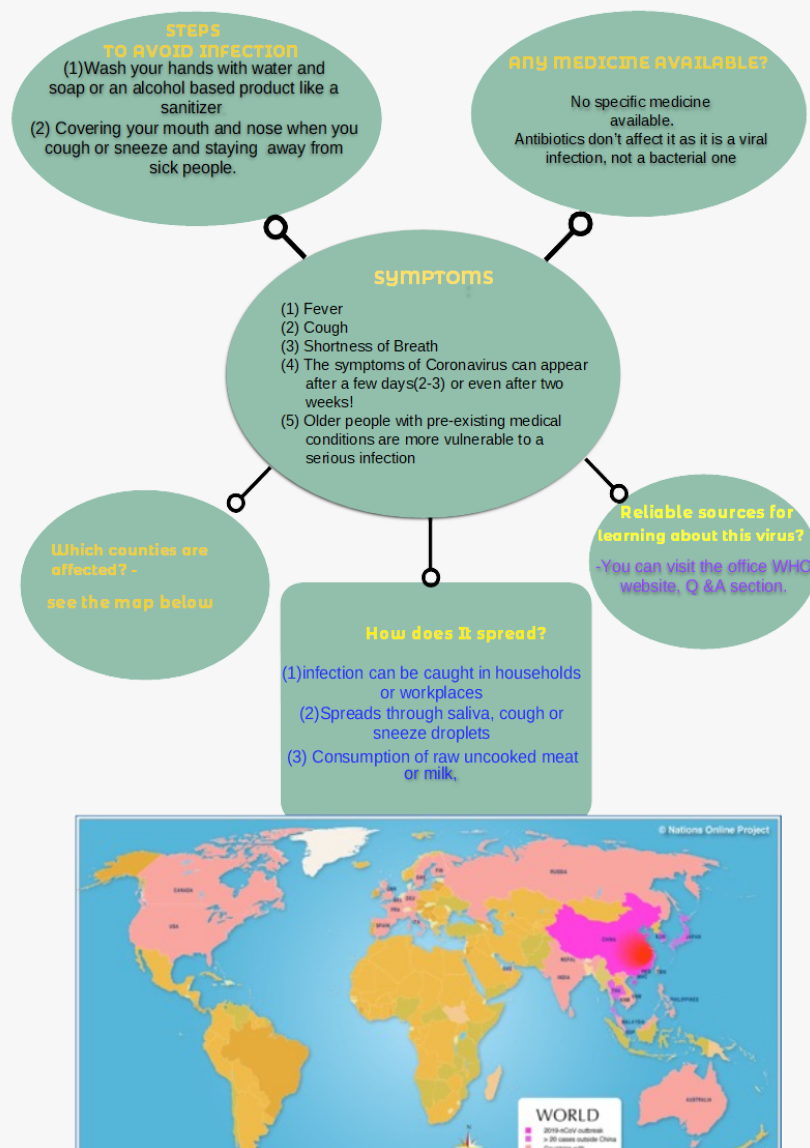 STEPS
TO AVOID INFECTION
(1)Wash your hands with water and
soap or an alcohol based product like a
sanitizer
(2) Covering your mouth and nose when you
cough or sneeze and staying away from
sick people.
ANY MEDICINE AVAILABLE?
No specific medicine
available.
Antibiotics don't affect it as it is a viral
infection, not a bacterial one
SYMPTOMS
(1) Fever
(2) Cough
(3) Shortness of Breath
(4) The symptoms of Coronavirus can appear
after a few days(2-3) or even after two
weeks!
(5) Older people with pre-existing medical
conditions are more vulnerable to a
serious infection
Which counties are
affected? -
see the map below
Reliable sources for
learning about this virus?
-You can visit the office WHO
website, Q &A section.
How does It spread?
(1)infection can be caught in households
or workplaces
(2)Spreads through saliva, cough or
sneeze droplets
(3) Consumption of raw uncooked meat
or milk,
© Nations Online Project
CANADA
RUSSIA
USA
SPAIN
CHINA
JAPAN
NEPAL
INDIA
PHILIPPINES
MALAYSIA
AUSTRALIA
N
WORLD
2019-nCoV outbreak
> 20 cases outside China